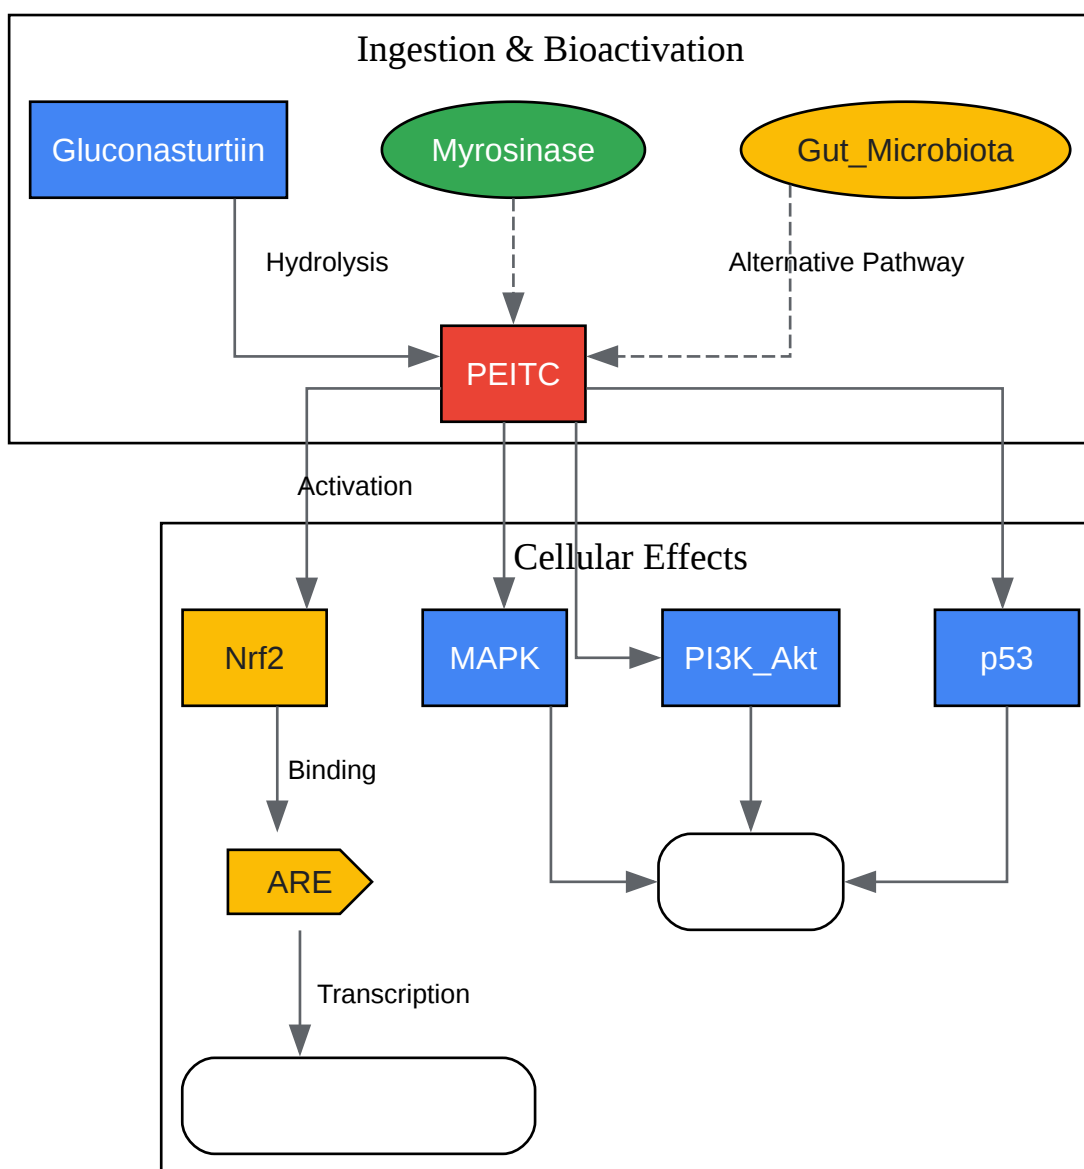 Ingestion & Bioactivation
Gluconasturtiin
Myrosinase
Gut_Microbiota
Hydrolysis
Alternative Pathway
PEITC
Activation
Cellular Effects
Nrf2
MAPK
PI3K_Akt
p53
Binding
ARE
Transcription